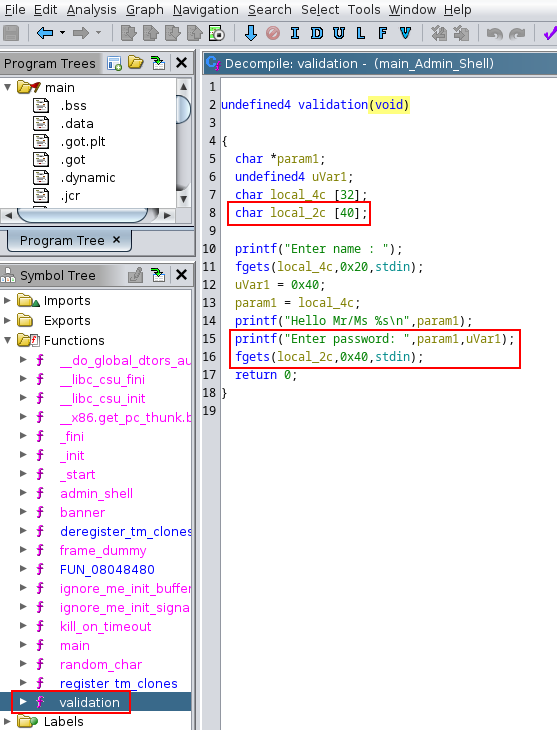 File Edit Analysis Graph Navigation Search Select Tools Window Help
I D U L F V
Program Trees
main
.bss
.data
.got.plt
.got
.dynamic
.jcr
Program Tree ×
Symbol Tree
Imports
Exports
Functions
f __do_global_dtors_au
f __libc_csu_fini
f __libc_csu_init
f __x86.get_pc_thunk.b
f _fini
f _init
f _start
f admin_shell
f banner
f deregister_tm_clones
f frame_dummy
f FUN_08048480
f ignore_me_init_buffer
f ignore_me_init_signa
f kill_on_timeout
f main
f random_char
f register_tm_clones
f validation
Labels
Decompile: validation - (main_Admin_Shell)
1
2 undefined4 validation(void)
3
4 {
5 char *param1;
6 undefined4 uVar1;
7 char local_4c [32];
8 char local_2c [40];
9
10 printf("Enter name : ");
11 fgets(local_4c,0x20,stdin);
12 uVar1 = 0x40;
13 param1 = local_4c;
14 printf("Hello Mr/Ms %s\n",param1);
15 printf("Enter password: ",param1,uVar1);
16 fgets(local_2c,0x40,stdin);
17 return 0;
18 }
19